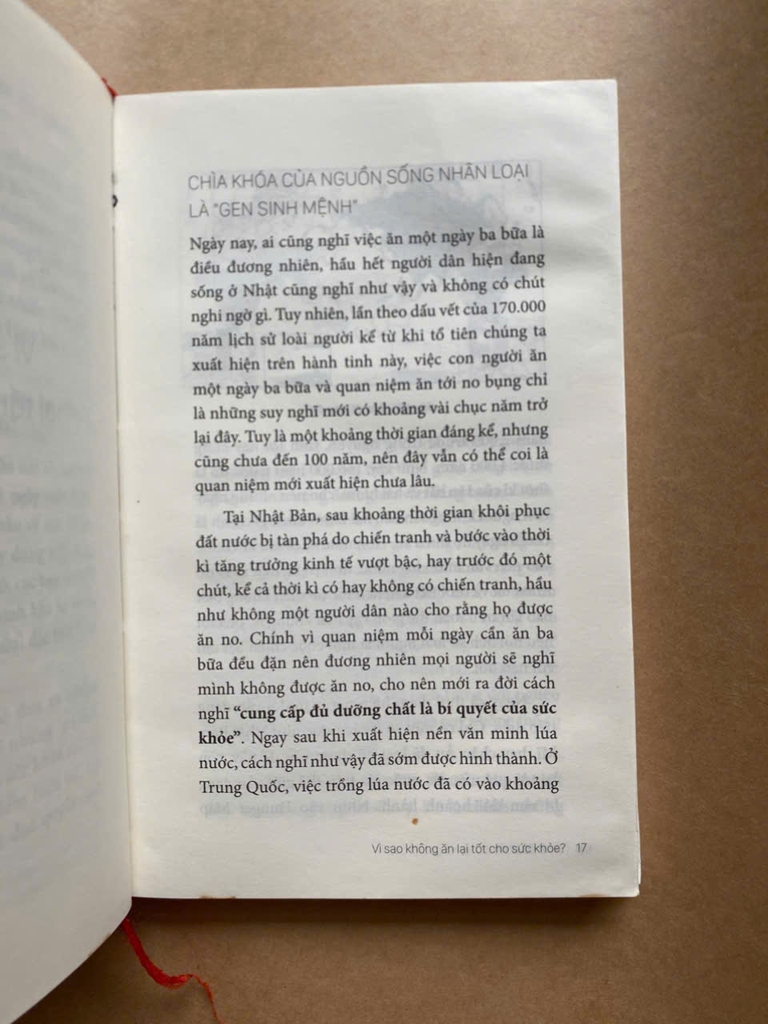 CHÌA KHÓA CỦA NGUỒN SỐNG NHÂN LOẠI
LÀ "GEN SINH MỆNH"
Ngày nay, ai cũng nghĩ việc ăn một ngày ba bữa là
điều đương nhiên, hầu hết người dân hiện đang
sống ở Nhật cũng nghĩ như vậy và không có chút
nghi ngờ gì. Tuy nhiên, lần theo dấu vết của 170.000
năm lịch sử loài người kể từ khi tổ tiên chúng ta
xuất hiện trên hành tinh này, việc con người ăn
một ngày ba bữa và quan niệm ăn tới no bụng chỉ
là những suy nghĩ mới có khoảng vài chục năm trở
lại đây. Tuy là một khoảng thời gian đáng kể, nhưng
cũng chưa đến 100 năm, nên đây vẫn có thể coi là
quan niệm mới xuất hiện chưa lâu.
Tại Nhật Bản, sau khoảng thời gian khôi phục
đất nước bị tàn phá do chiến tranh và bước vào thời
kì tăng trưởng kinh tế vượt bậc, hay trước đó một
chút, kể cả thời kì có hay không có chiến tranh, hầu
như không một người dân nào cho rằng họ được
ăn no. Chính vì quan niệm mỗi ngày cần ăn ba
bữa đều đặn nên đương nhiên mọi người sẽ nghĩ
mình không được ăn no, cho nên mới ra đời cách
nghĩ "cung cấp đủ dưỡng chất là bí quyết của sức
khỏe". Ngay sau khi xuất hiện nền văn minh lúa
nước, cách nghĩ như vậy đã sớm được hình thành. Ở
Trung Quốc, việc trồng lúa nước đã có vào khoảng
Vì sao không ăn lại tốt cho sức khỏe? 17